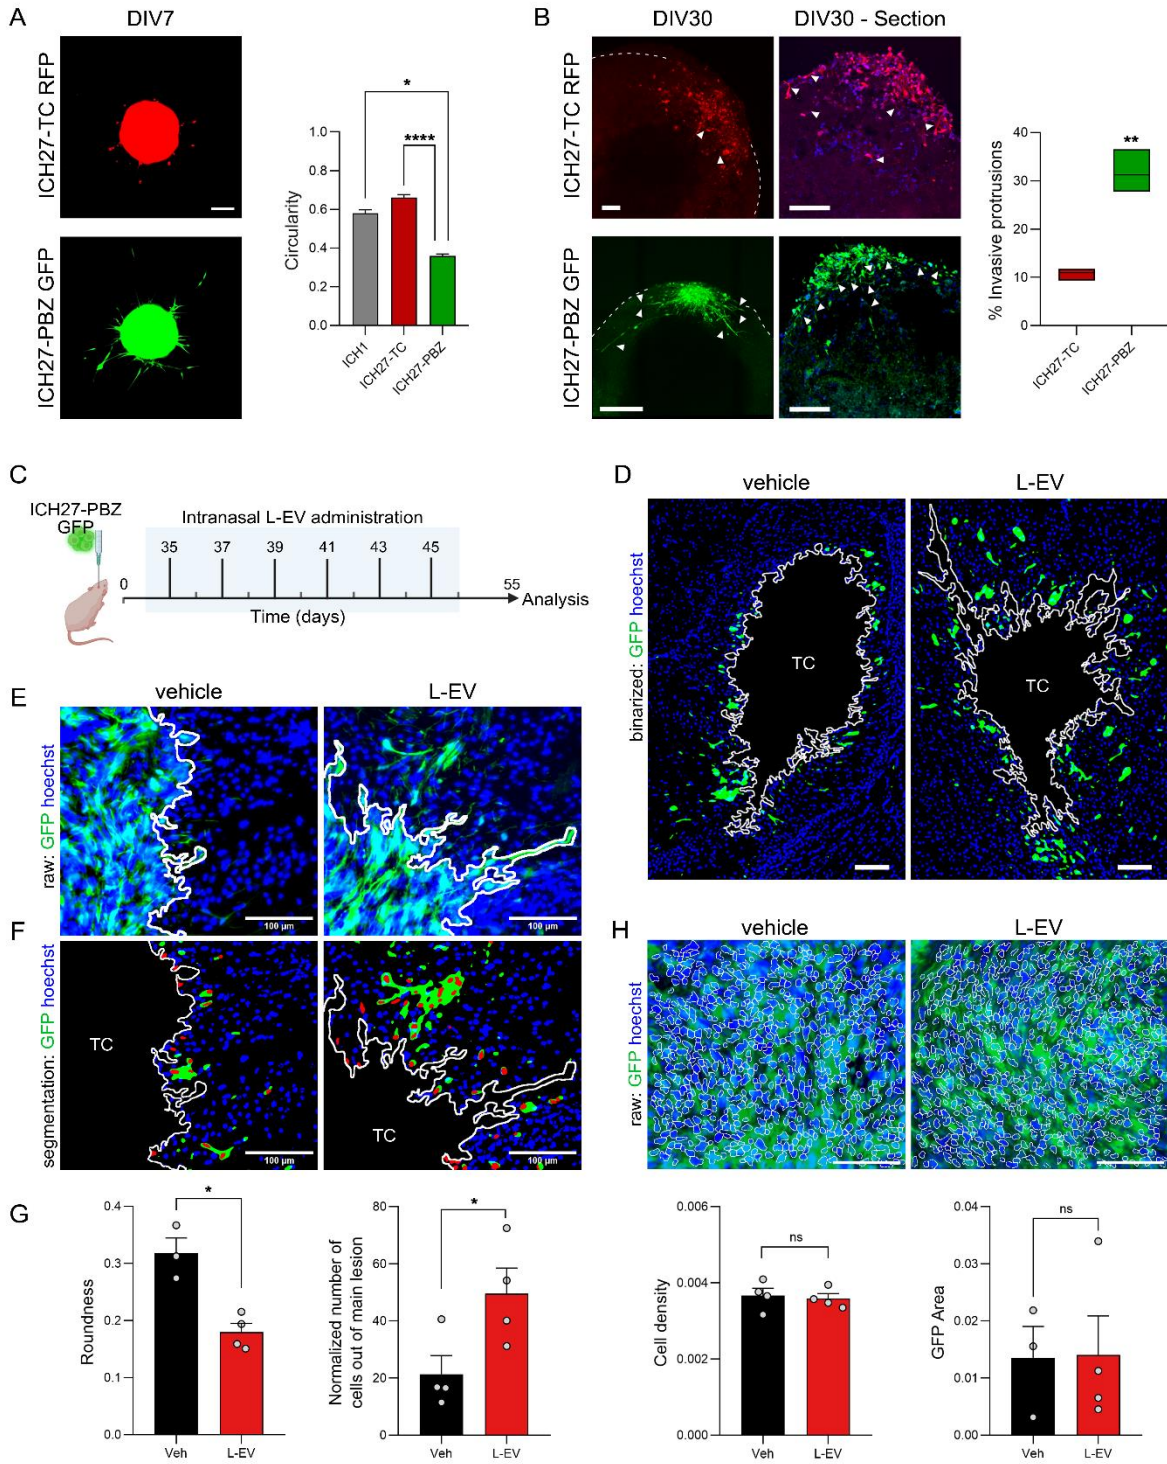 A
DIV7
ICH27-TC RFP
ICH27-PBZ GFP
Circularity
1.0
0.8
0.6
0.4
0.2
0.0
*
****
ICH1
ICH27-TC
ICH27-PBZ
B
DIV30
DIV30 - Section
ICH27-TC RFP
ICH27-PBZ GFP
% Invasive protrusions
40
30
20
10
0
**
ICH27-TC
ICH27-PBZ
C
ICH27-PBZ
GFP
Intranasal L-EV administration
35 37 39 41 43 45
0
55
Time (days)
Analysis
D
vehicle
L-EV
binarized: GFP hoechst
TC
TC
E
vehicle
L-EV
raw: GFP hoechst
100 µm
100 µm
F
segmentation: GFP hoechst
TC
TC
100 µm
100 µm
H
vehicle
L-EV
raw: GFP hoechst
G
Roundness
0.4
0.3
0.2
0.1
0.0
*
Veh
L-EV
Normalized number of
cells out of main lesion
80
60
40
20
0
*
Veh
L-EV
Cell density
0.006
0.004
0.002
0.000
ns
Veh
L-EV
GFP Area
0.04
0.03
0.02
0.01
0.00
ns
Veh
L-EV